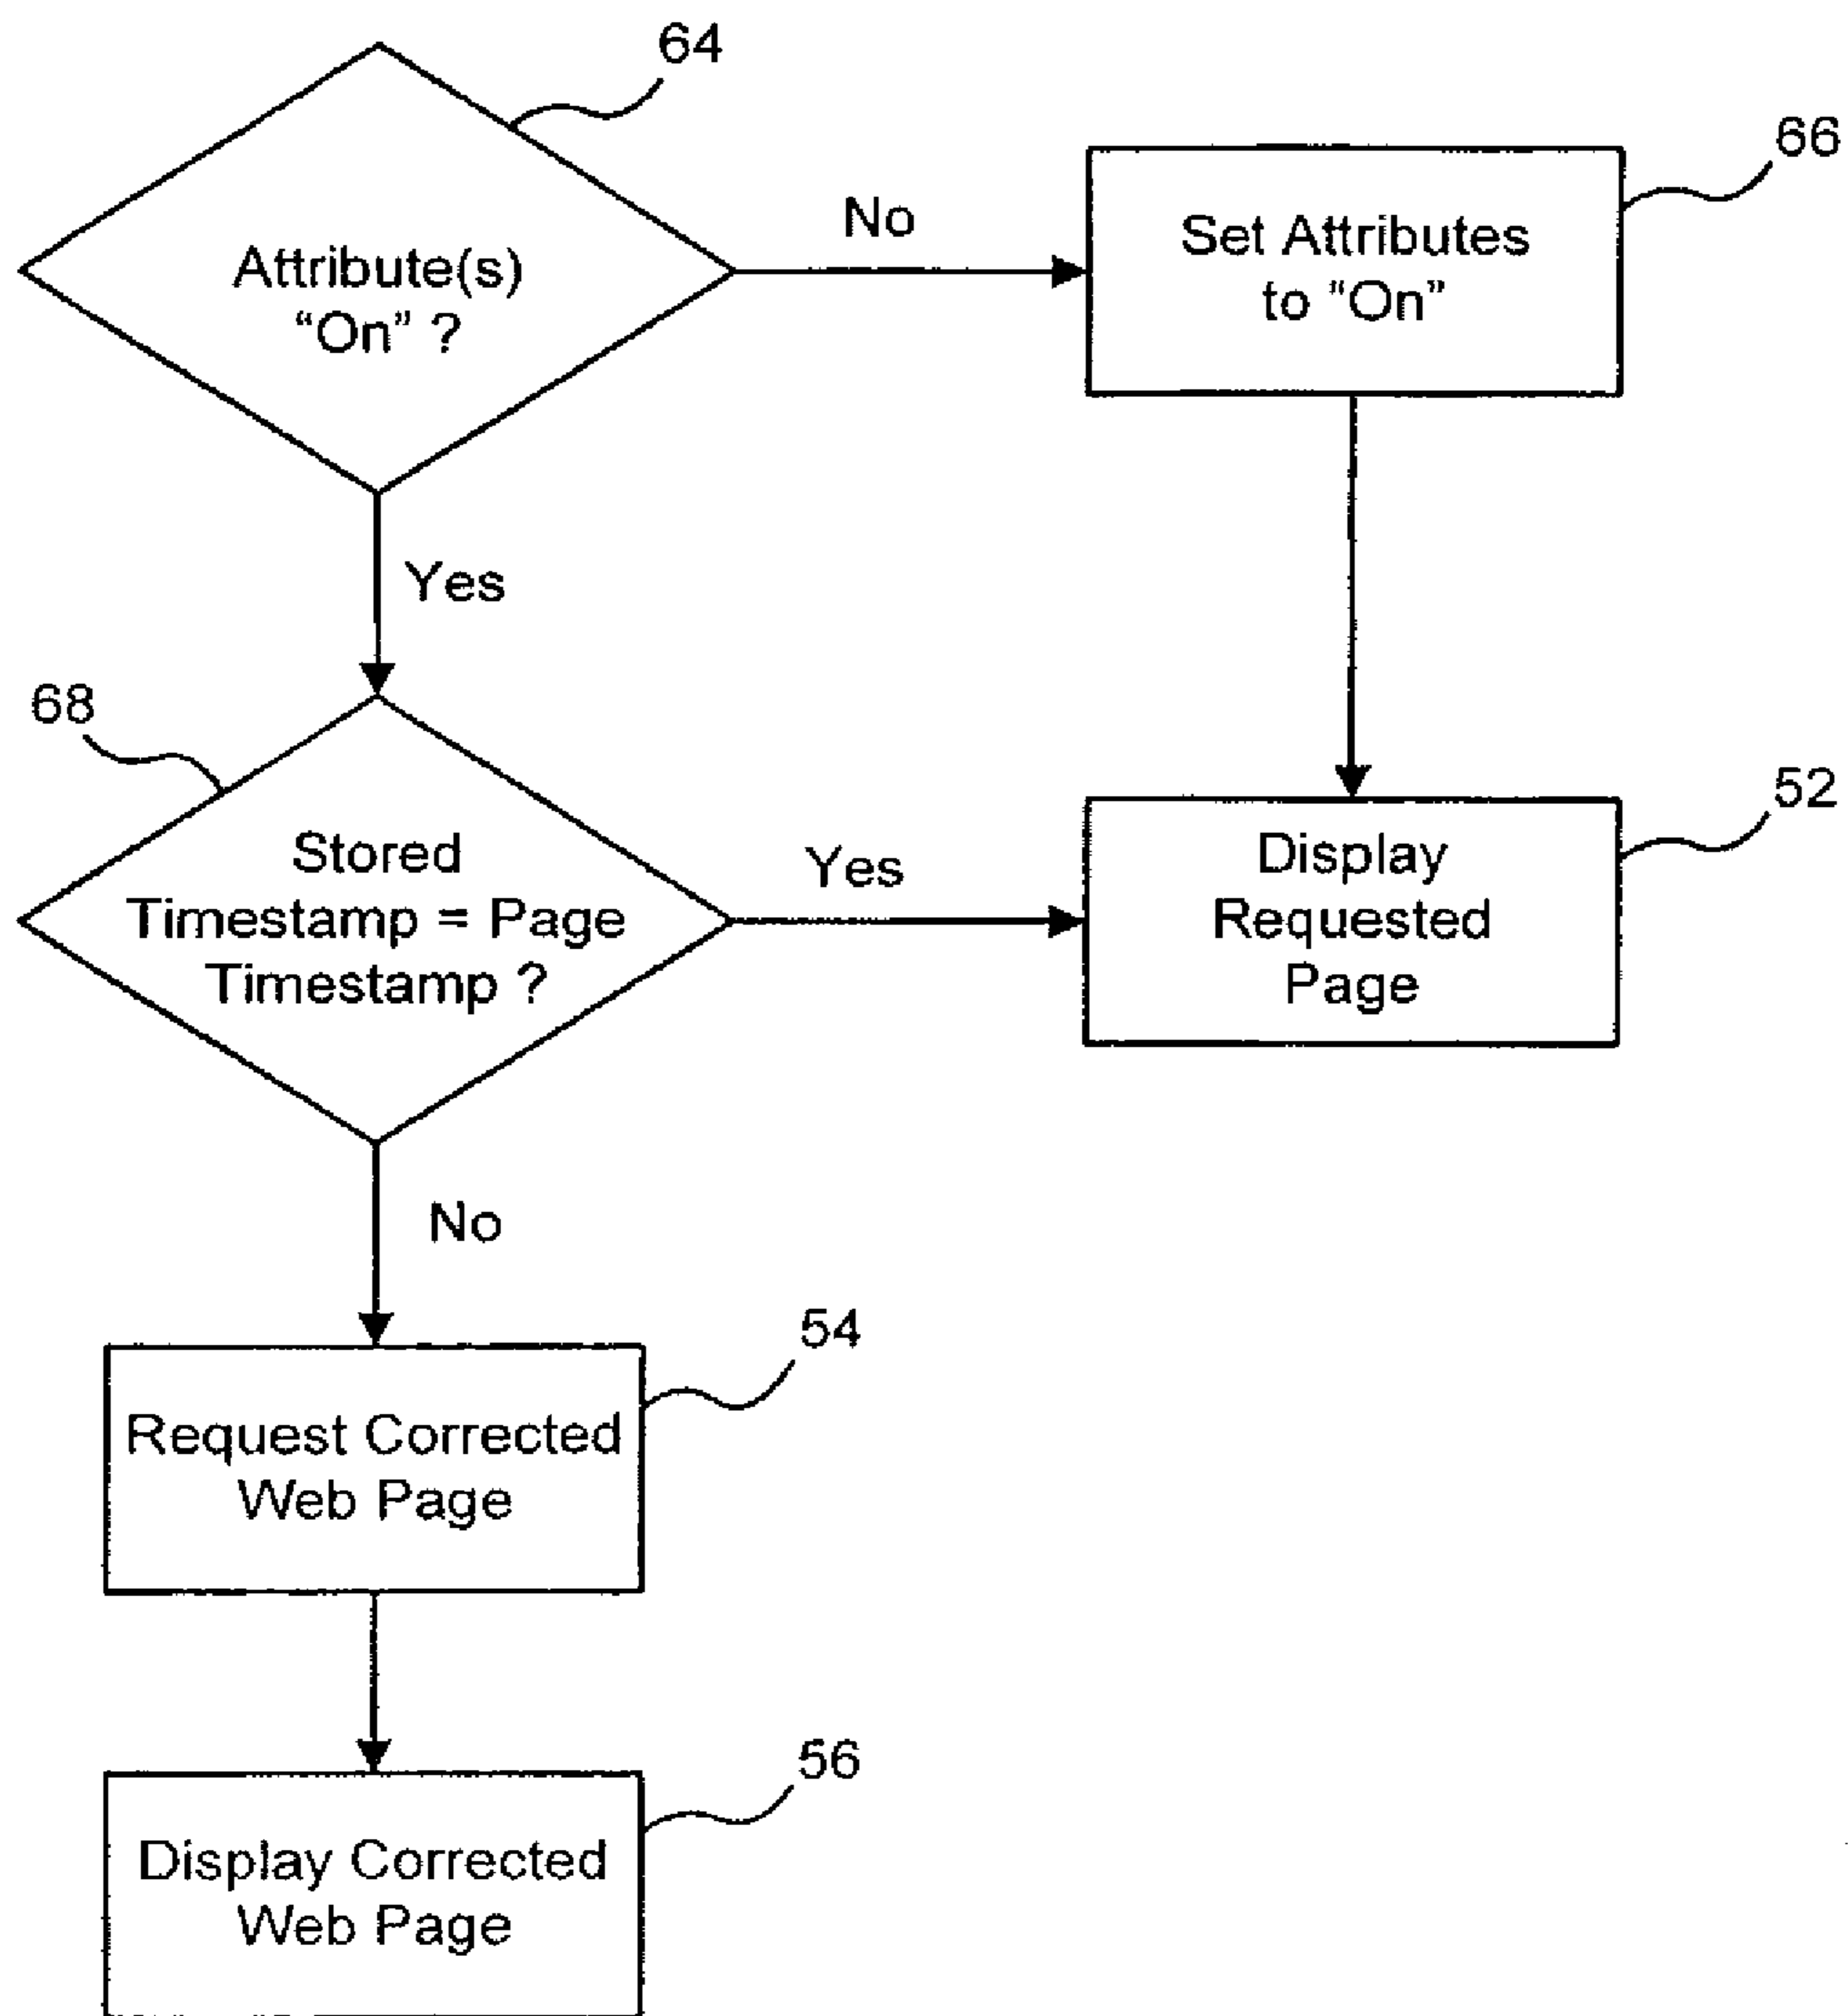 64
Attribute(s)
“On” ?
No
66
Set Attributes
to “On”
Yes
68
Stored
Timestamp = Page
Timestamp ?
Yes
52
Display
Requested
Page
No
54
Request Corrected
Web Page
56
Display Corrected
Web Page